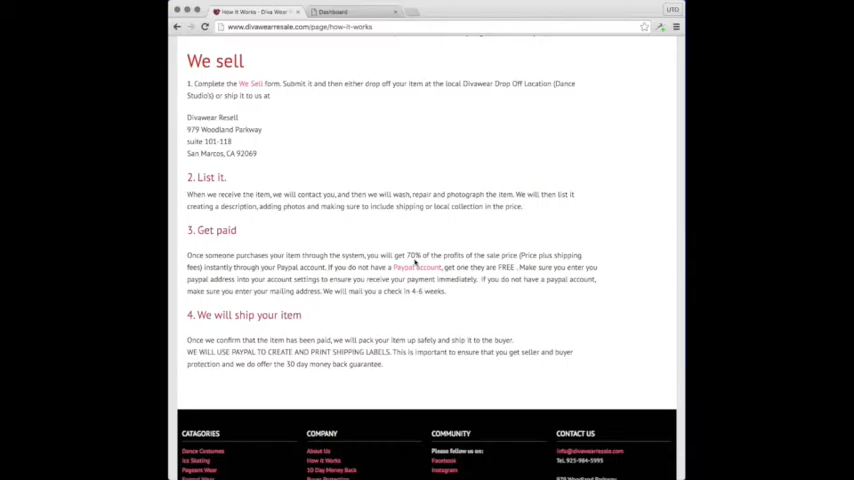 How It Works - Diva Wear
Dashboard
UTD
www.divawearresale.com/page/how-it-works
We sell
1. Complete the We Sell form. Submit it and then either drop off your item at the local Divawear Drop Off Location (Dance
Studio's) or ship it to us at
Divawear Resell
979 Woodland Parkway
suite 101-118
San Marcos, CA 92069
2. List it.
When we receive the item, we will contact you, and then we will wash, repair and photograph the item. We will then list it
creating a description, adding photos and making sure to include shipping or local collection in the price.
3. Get paid
Once someone purchases your item through the system, you will get 70% of the profits of the sale price (Price plus shipping
fees) instantly through your Paypal account. If you do not have a Paypal account, get one they are FREE . Make sure you enter you
paypal address into your account settings to ensure you receive your payment immediately. If you do not have a paypal account,
make sure you enter your mailing address. We will mail you a check in 4-6 weeks.
4. We will ship your item
Once we confirm that the item has been paid, we will pack your item up safely and ship it to the buyer.
WE WILL USE PAYPAL TO CREATE AND PRINT SHIPPING LABELS. This is important to ensure that you get seller and buyer
protection and we do offer the 30 day money back guarantee.
CATAGORIES
Dance Costumes
Ice Skating
Pageant Wear
COMPANY
About Us
How it Works
10 Day Money Back
COMMUNITY
Please follow us on:
Facebook
Instagram
CONTACT US
info@divawearresale.com
Tel. 925-984-5995
979 Woodland Parkway